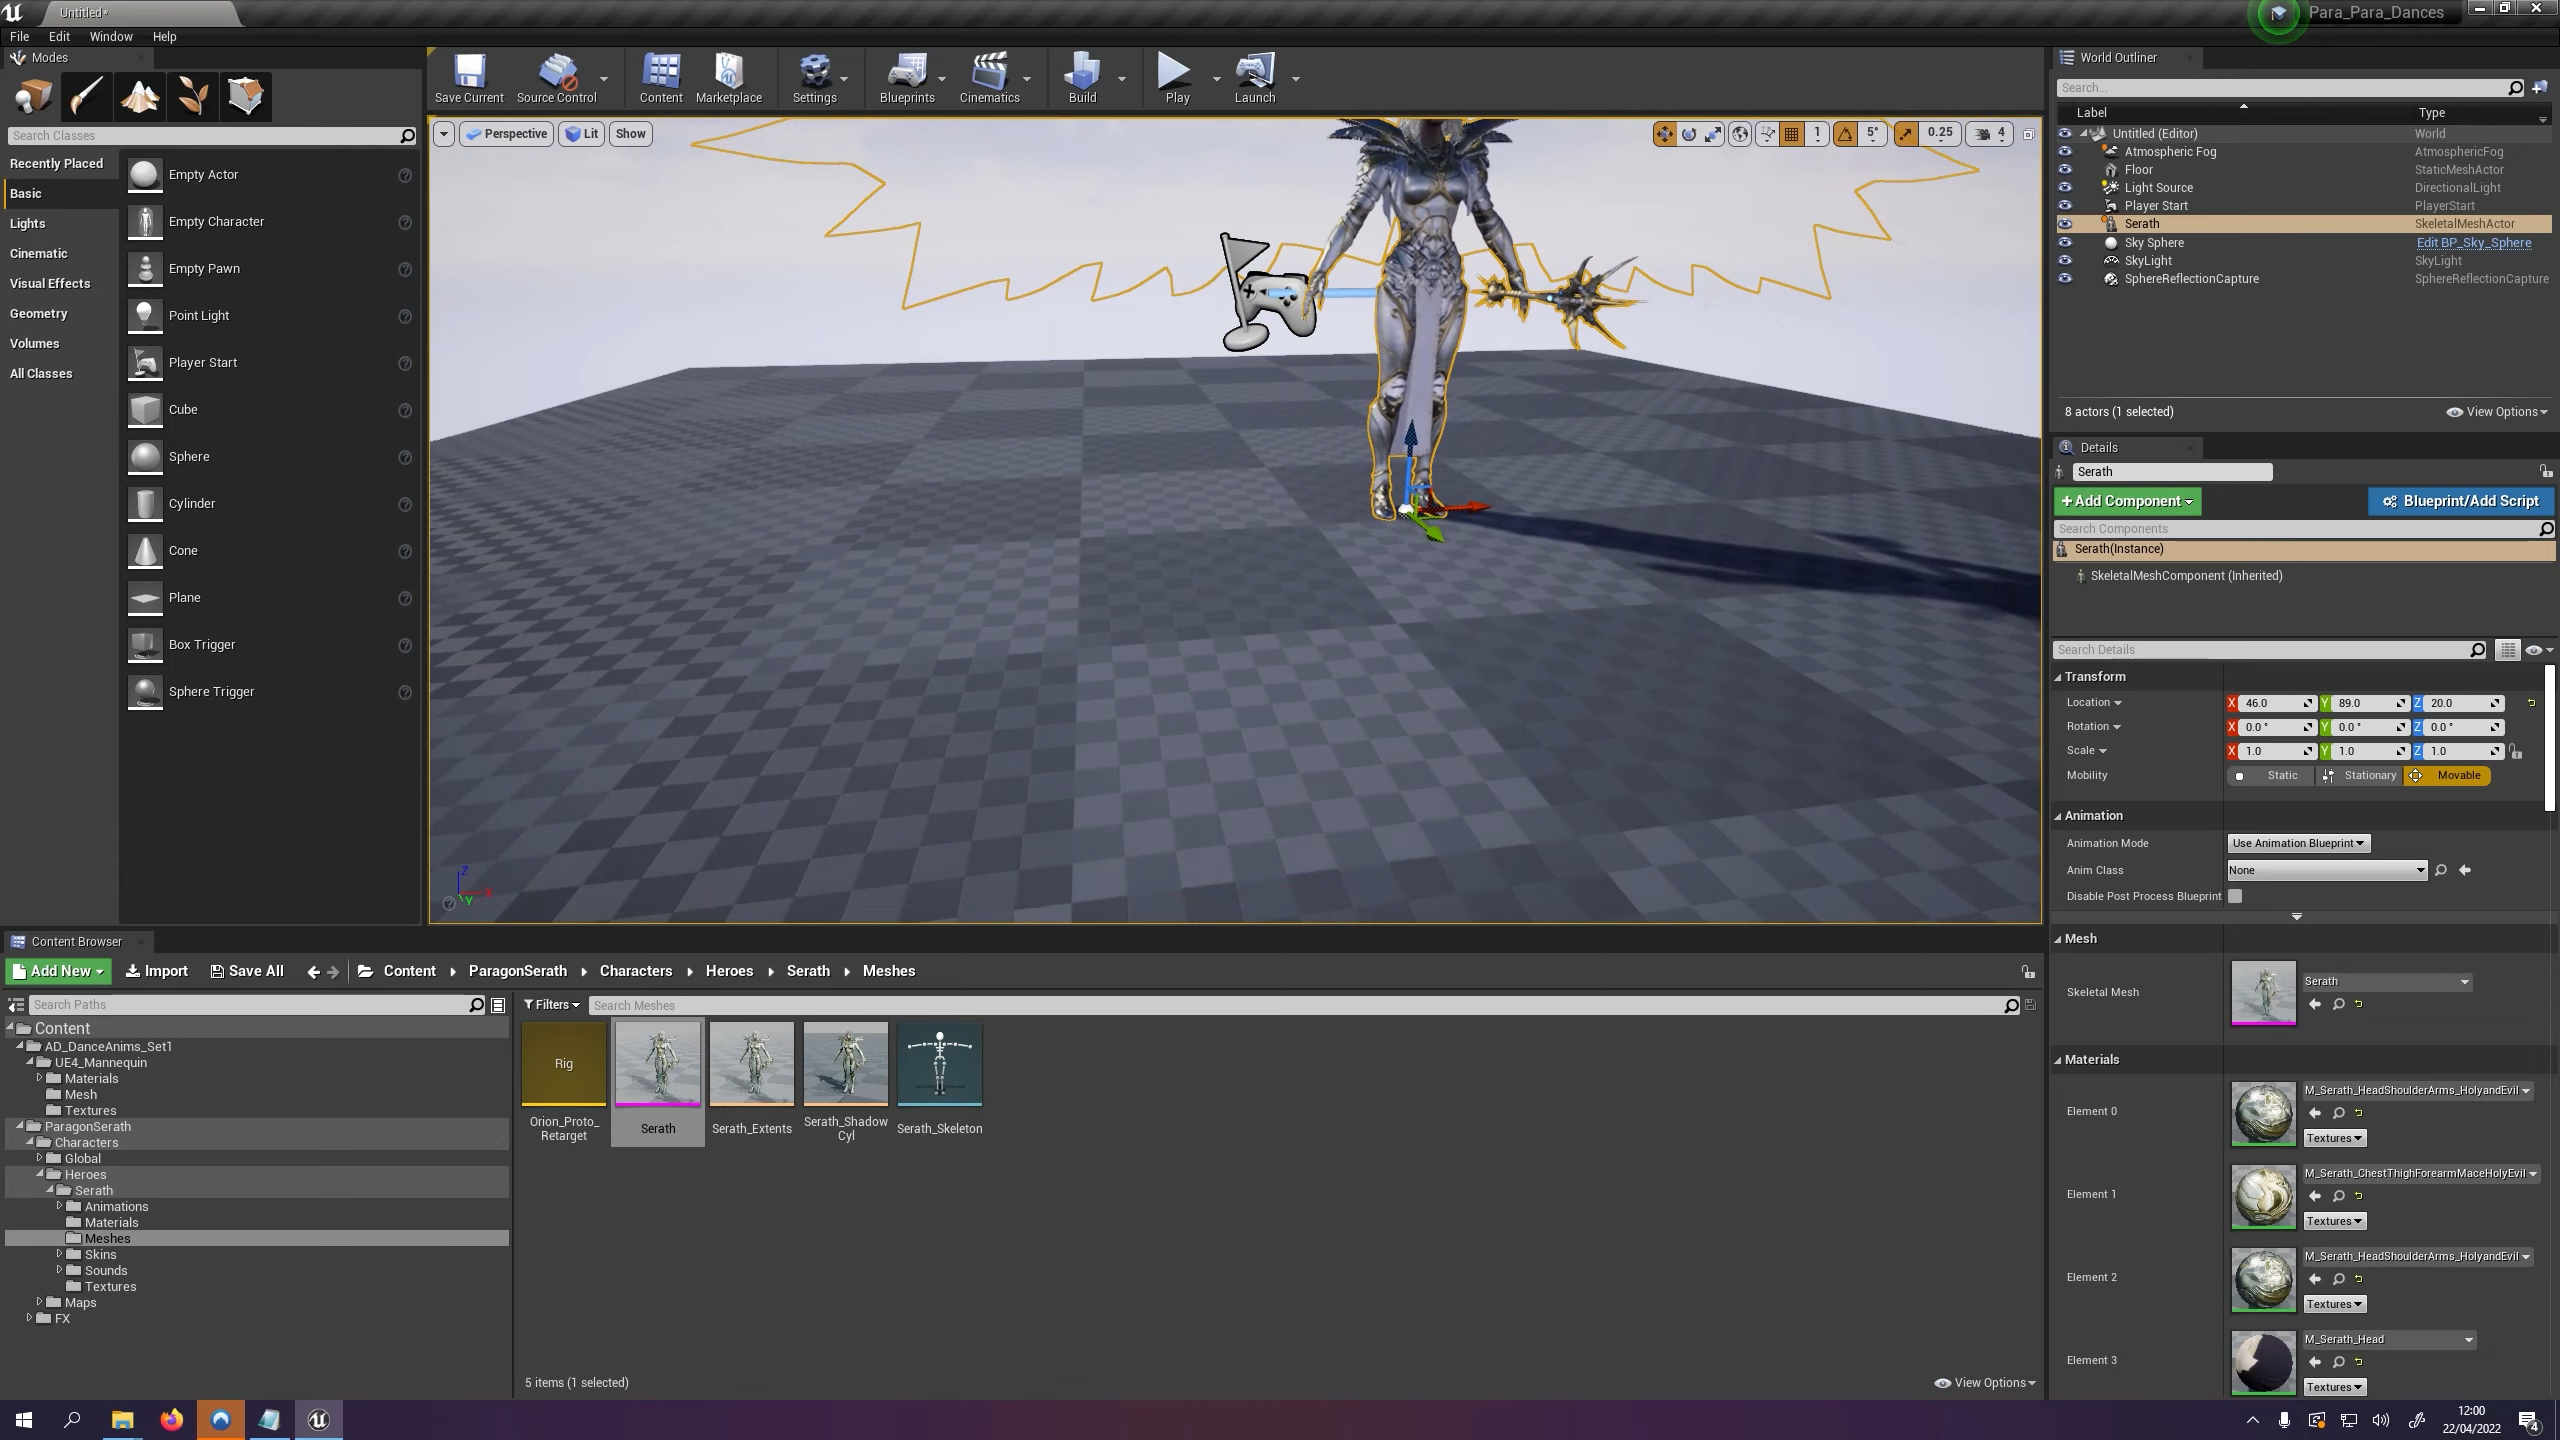 Untitled*
Para_Para_Dances
File Edit Window Help
Modes
Search Classes
Recently Placed
Basic
Lights
Cinematic
Visual Effects
Geometry
Volumes
All Classes
Empty Actor
Empty Character
Empty Pawn
Point Light
Player Start
Cube
Sphere
Cylinder
Cone
Plane
Box Trigger
Sphere Trigger
Save Current Source Control Content Marketplace Settings Blueprints Cinematics Build Play Launch
Perspective Lit Show
1 5° 0.25 4
Z
X
Y
World Outliner
Search...
Label Type
Untitled (Editor) World
Atmospheric Fog AtmosphericFog
Floor StaticMeshActor
Light Source DirectionalLight
Player Start PlayerStart
Serath SkeletalMeshActor
Sky Sphere Edit BP_Sky_Sphere
SkyLight SkyLight
SphereReflectionCapture SphereReflectionCapture
8 actors (1 selected) View Options
Details
Serath
+Add Component Blueprint/Add Script
Search Components
Serath(Instance)
SkeletalMeshComponent (Inherited)
Search Details
Transform
Location X 46.0 Y 89.0 Z 20.0
Rotation X 0.0 ° Y 0.0 ° Z 0.0 °
Scale X 1.0 Y 1.0 Z 1.0
Mobility Static Stationary Movable
Animation
Animation Mode Use Animation Blueprint
Anim Class None
Disable Post Process Blueprint
Mesh
Skeletal Mesh Serath
Materials
Element 0 M_Serath_HeadShoulderArms_HolyandEvil
Textures
Element 1 M_Serath_ChestThighForearmMaceHolyEvil
Textures
Element 2 M_Serath_HeadShoulderArms_HolyandEvil
Textures
Element 3 M_Serath_Head
Textures
Content Browser
Add New Import Save All Content ParagonSerath Characters Heroes Serath Meshes
Search Paths
Filters Search Meshes
Content
AD_DanceAnims_Set1
UE4_Mannequin
Materials
Mesh
Textures
ParagonSerath
Characters
Global
Heroes
Serath
Animations
Materials
Meshes
Skins
Sounds
Textures
Maps
FX
Rig
Orion_Proto_
Retarget
Serath
Serath_Extents
Serath_Shadow
Cyl
Serath_Skeleton
5 items (1 selected) View Options
12:00
22/04/2022
4